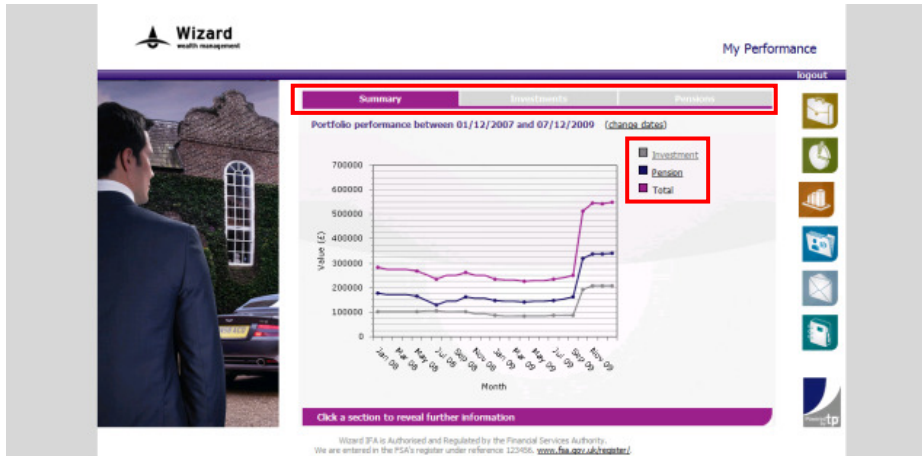 Wizard
wealth management
My Performance
logout
Summary Investments Pensions
Portfolio performance between 01/12/2007 and 07/12/2009 (change dates)
Investment
Pension
Total
700000
600000
500000
400000
300000
200000
100000
0
Value (£)
Jan 08 Mar 08 May 08 Jul 08 Sep 08 Nov 08 Jan 09 Mar 09 May 09 Jul 09 Sep 09 Nov 09
Month
Click a section to reveal further information
tp
Wizard IFA is Authorised and Regulated by the Financial Services Authority.
We are entered in the FSA's register under reference 123456. www.fsa.gov.uk/register/.